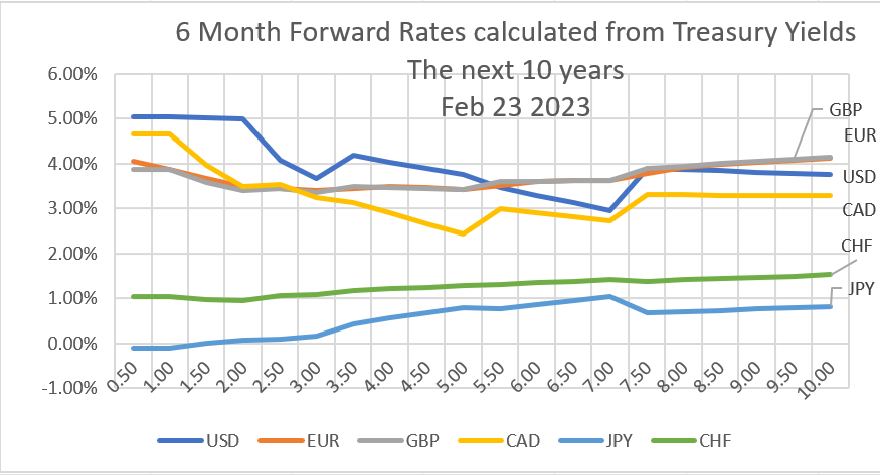 6 Month Forward Rates calculated from Treasury Yields
The next 10 years
Feb 23 2023
6.00%
5.00%
4.00%
3.00%
2.00%
1.00%
0.00%
-1.00%
GBP
EUR
USD
CAD
CHF
JPY
0.50 1.00 1.50 2.00 2.50 3.00 3.50 4.00 4.50 5.00 5.50 6.00 6.50 7.00 7.50 8.00 8.50 9.00 9.50 10.00
USD EUR GBP CAD JPY CHF